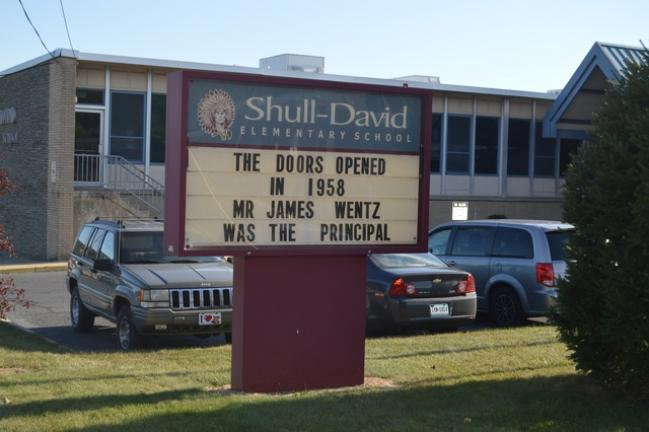 Shull-David
ELEMENTARY SCHOOL
THE DOORS OPENED
IN 1958
MR JAMES WENTZ
WAS THE PRINCIPAL